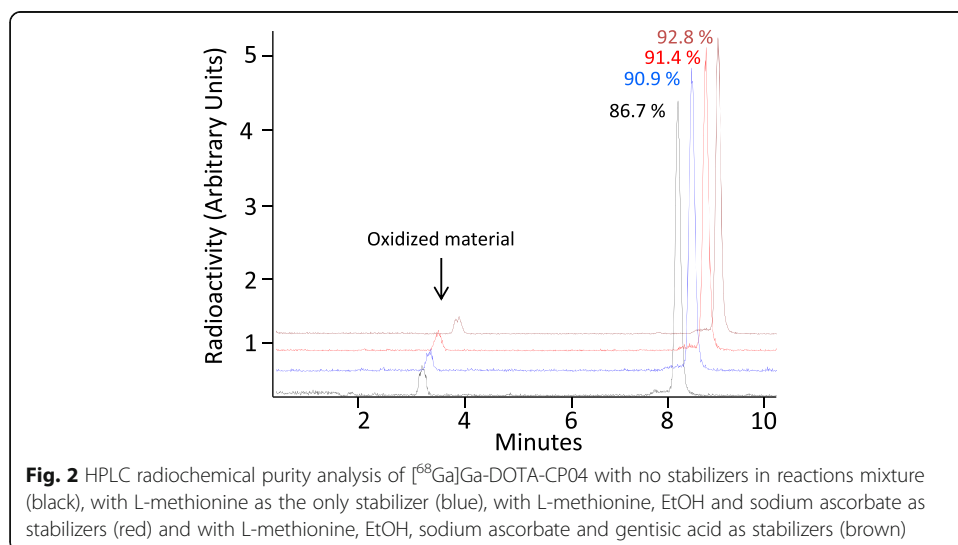 92.8 %
91.4 %
90.9 %
86.7 %
Oxidized material
Radioactivity (Arbitrary Units)
5
4
3
2
1
2 4 6 8 10
Minutes
Fig. 2 HPLC radiochemical purity analysis of [⁶⁸Ga]Ga-DOTA-CP04 with no stabilizers in reactions mixture
(black), with L-methionine as the only stabilizer (blue), with L-methionine, EtOH and sodium ascorbate as
stabilizers (red) and with L-methionine, EtOH, sodium ascorbate and gentisic acid as stabilizers (brown)